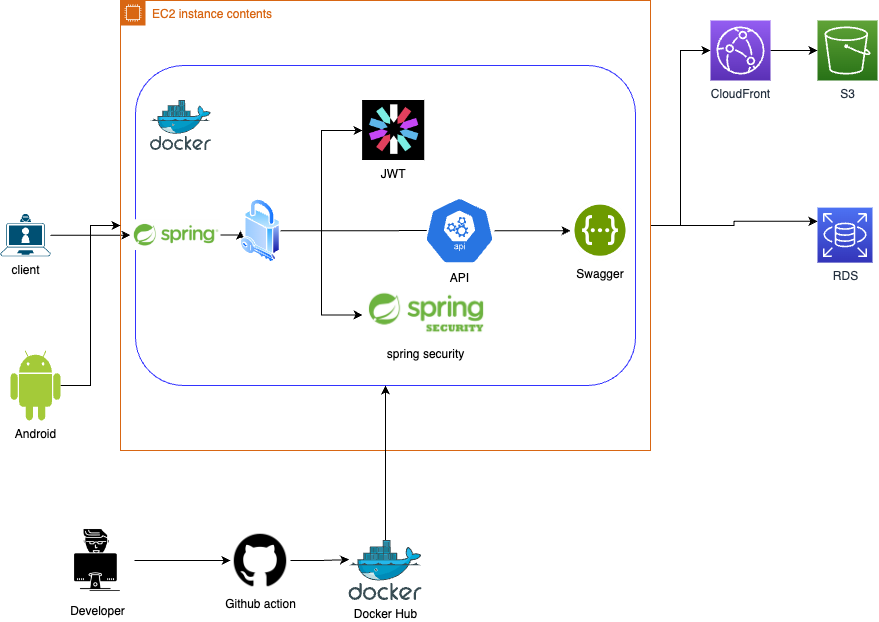 EC2 instance contents
CloudFront
S3
docker
JWT
client
spring
api
API
Swagger
RDS
spring
SECURITY
spring security
Android
Developer
Github action
docker
Docker Hub